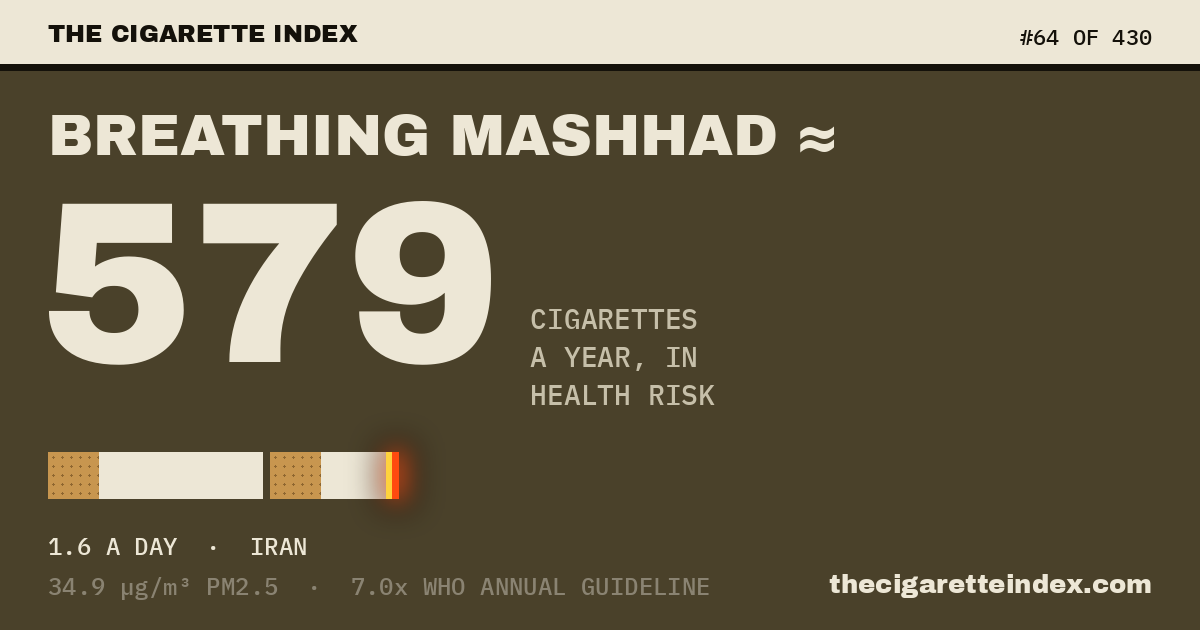 THE CIGARETTE INDEX
#64 OF 430
BREATHING MASHHAD ≈
579
CIGARETTES
A YEAR, IN
HEALTH RISK
1.6 A DAY · IRAN
34.9 µg/m³ PM2.5 · 7.0x WHO ANNUAL GUIDELINE
thecigaretteindex.com